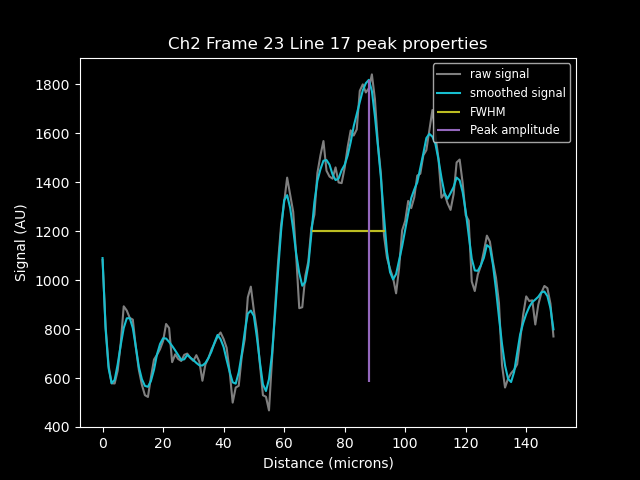 Ch2 Frame 23 Line 17 peak properties
raw signal
smoothed signal
FWHM
Peak amplitude
Signal (AU)
1800
1600
1400
1200
1000
800
600
400
0 20 40 60 80 100 120 140
Distance (microns)